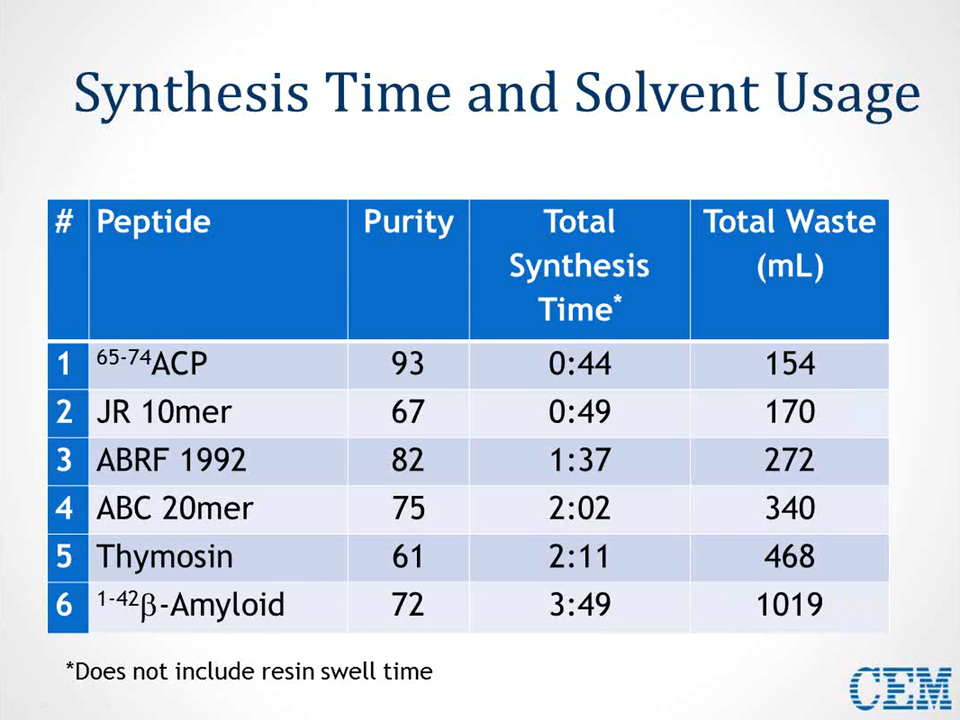 Synthesis Time and Solvent Usage
# Peptide Purity Total Synthesis Time* Total Waste (mL)
1 65-74ACP 93 0:44 154
2 JR 10mer 67 0:49 170
3 ABRF 1992 82 1:37 272
4 ABC 20mer 75 2:02 340
5 Thymosin 61 2:11 468
6 1-42β-Amyloid 72 3:49 1019
*Does not include resin swell time
CEM